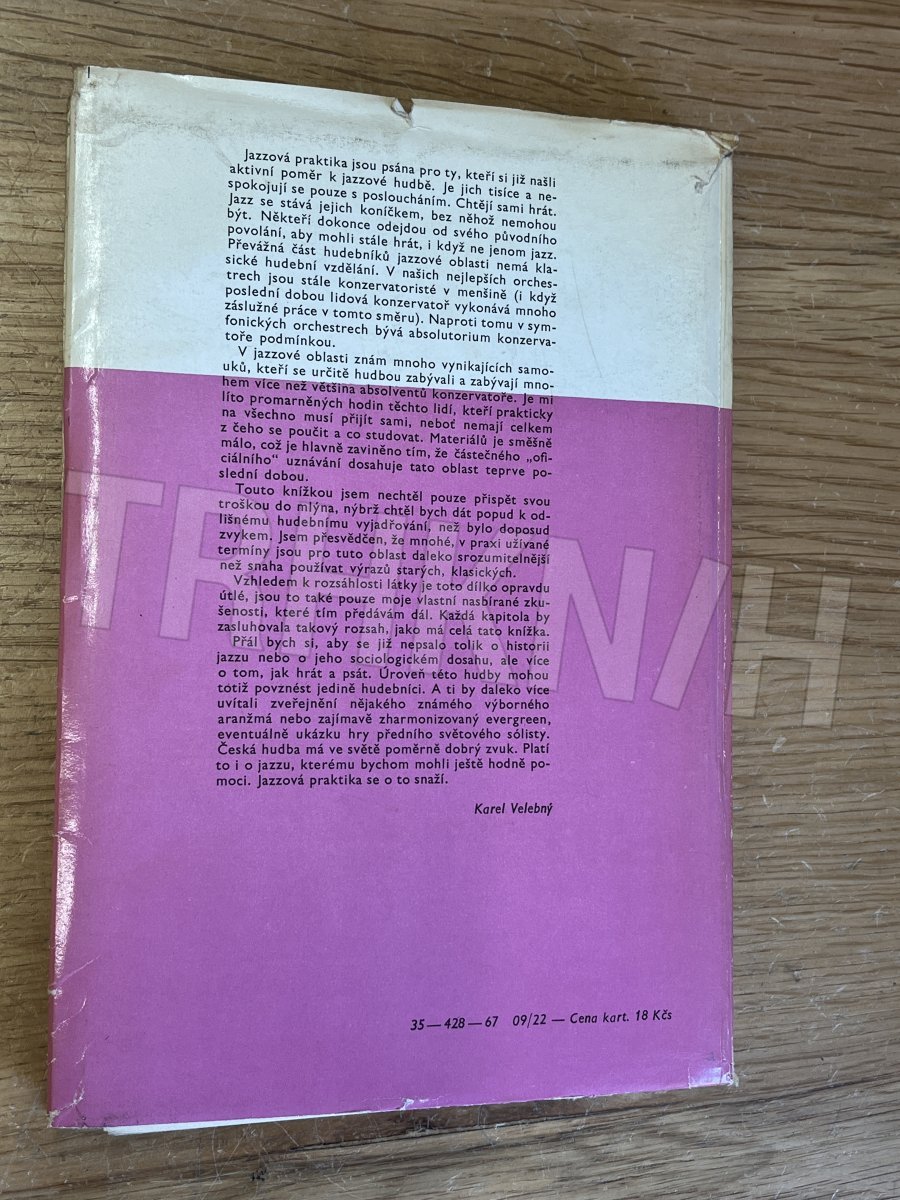 Jazzová praktika jsou psána pro ty, kteří si již našli
aktivní poměr k jazzové hudbě. Je jich tisíce a ne-
spokojují se pouze s posloucháním. Chtějí sami hrát.
Jazz se stává jejich koníčkem, bez něhož nemohou
být. Někteří dokonce odejdou od svého původního
povolání, aby mohli stále hrát, i když ne jenom jazz.
Převážná část hudebníků jazzové oblasti nemá kla-
sické hudební vzdělání. V našich nejlepších orches-
trech jsou stále konzervatoristé v menšině (i když
poslední dobou lidová konzervatoř vykonává mnoho
záslužné práce v tomto směru). Naproti tomu v sym-
fonických orchestrech bývá absolutorium konzerva-
toře podmínkou.
V jazzové oblasti znám mnoho vynikajících samo-
uků, kteří se určitě hudbou zabývali a zabývají mno-
hem více než většina absolventů konzervatoře. Je mi
líto promarněných hodin těchto lidí, kteří prakticky
na všechno musí přijít sami, neboť nemají celkem
z čeho se poučit a co studovat. Materiálů je směšně
málo, což je hlavně zaviněno tím, že částečného „ofi-
ciálního“ uznávání dosahuje tato oblast teprve po-
slední dobou.
Touto knížkou jsem nechtěl pouze přispět svou
troškou do mlýna, nýbrž chtěl bych dát popud k od-
lišnému hudebnímu vyjadřování, než bylo doposud
zvykem. Jsem přesvědčen, že mnohé, v praxi užívané
termíny jsou pro tuto oblast daleko srozumitelnější
než snaha používat výrazů starých, klasických.
Vzhledem k rozsáhlosti látky je toto dílko opravdu
útlé, jsou to také pouze moje vlastní nasbírané zku-
šenosti, které tím předávám dál. Každá kapitola by
zasluhovala takový rozsah, jako má celá tato knížka.
Přál bych si, aby se již nepsalo tolik o historii
jazzu nebo o jeho sociologickém dosahu, ale více
o tom, jak hrát a psát. Úroveň této hudby mohou
totiž povznést jedině hudebníci. A ti by daleko více
uvítali zveřejnění nějakého známého výborného
aranžmá nebo zajímavě zharmonizovaný evergreen,
eventuálně ukázku hry předního světového sólisty.
Česká hudba má ve světě poměrně dobrý zvuk. Platí
to i o jazzu, kterému bychom mohli ještě hodně po-
moci. Jazzová praktika se o to snaží.
Karel Velebný
35—428—67 09/22 — Cena kart. 18 Kčs